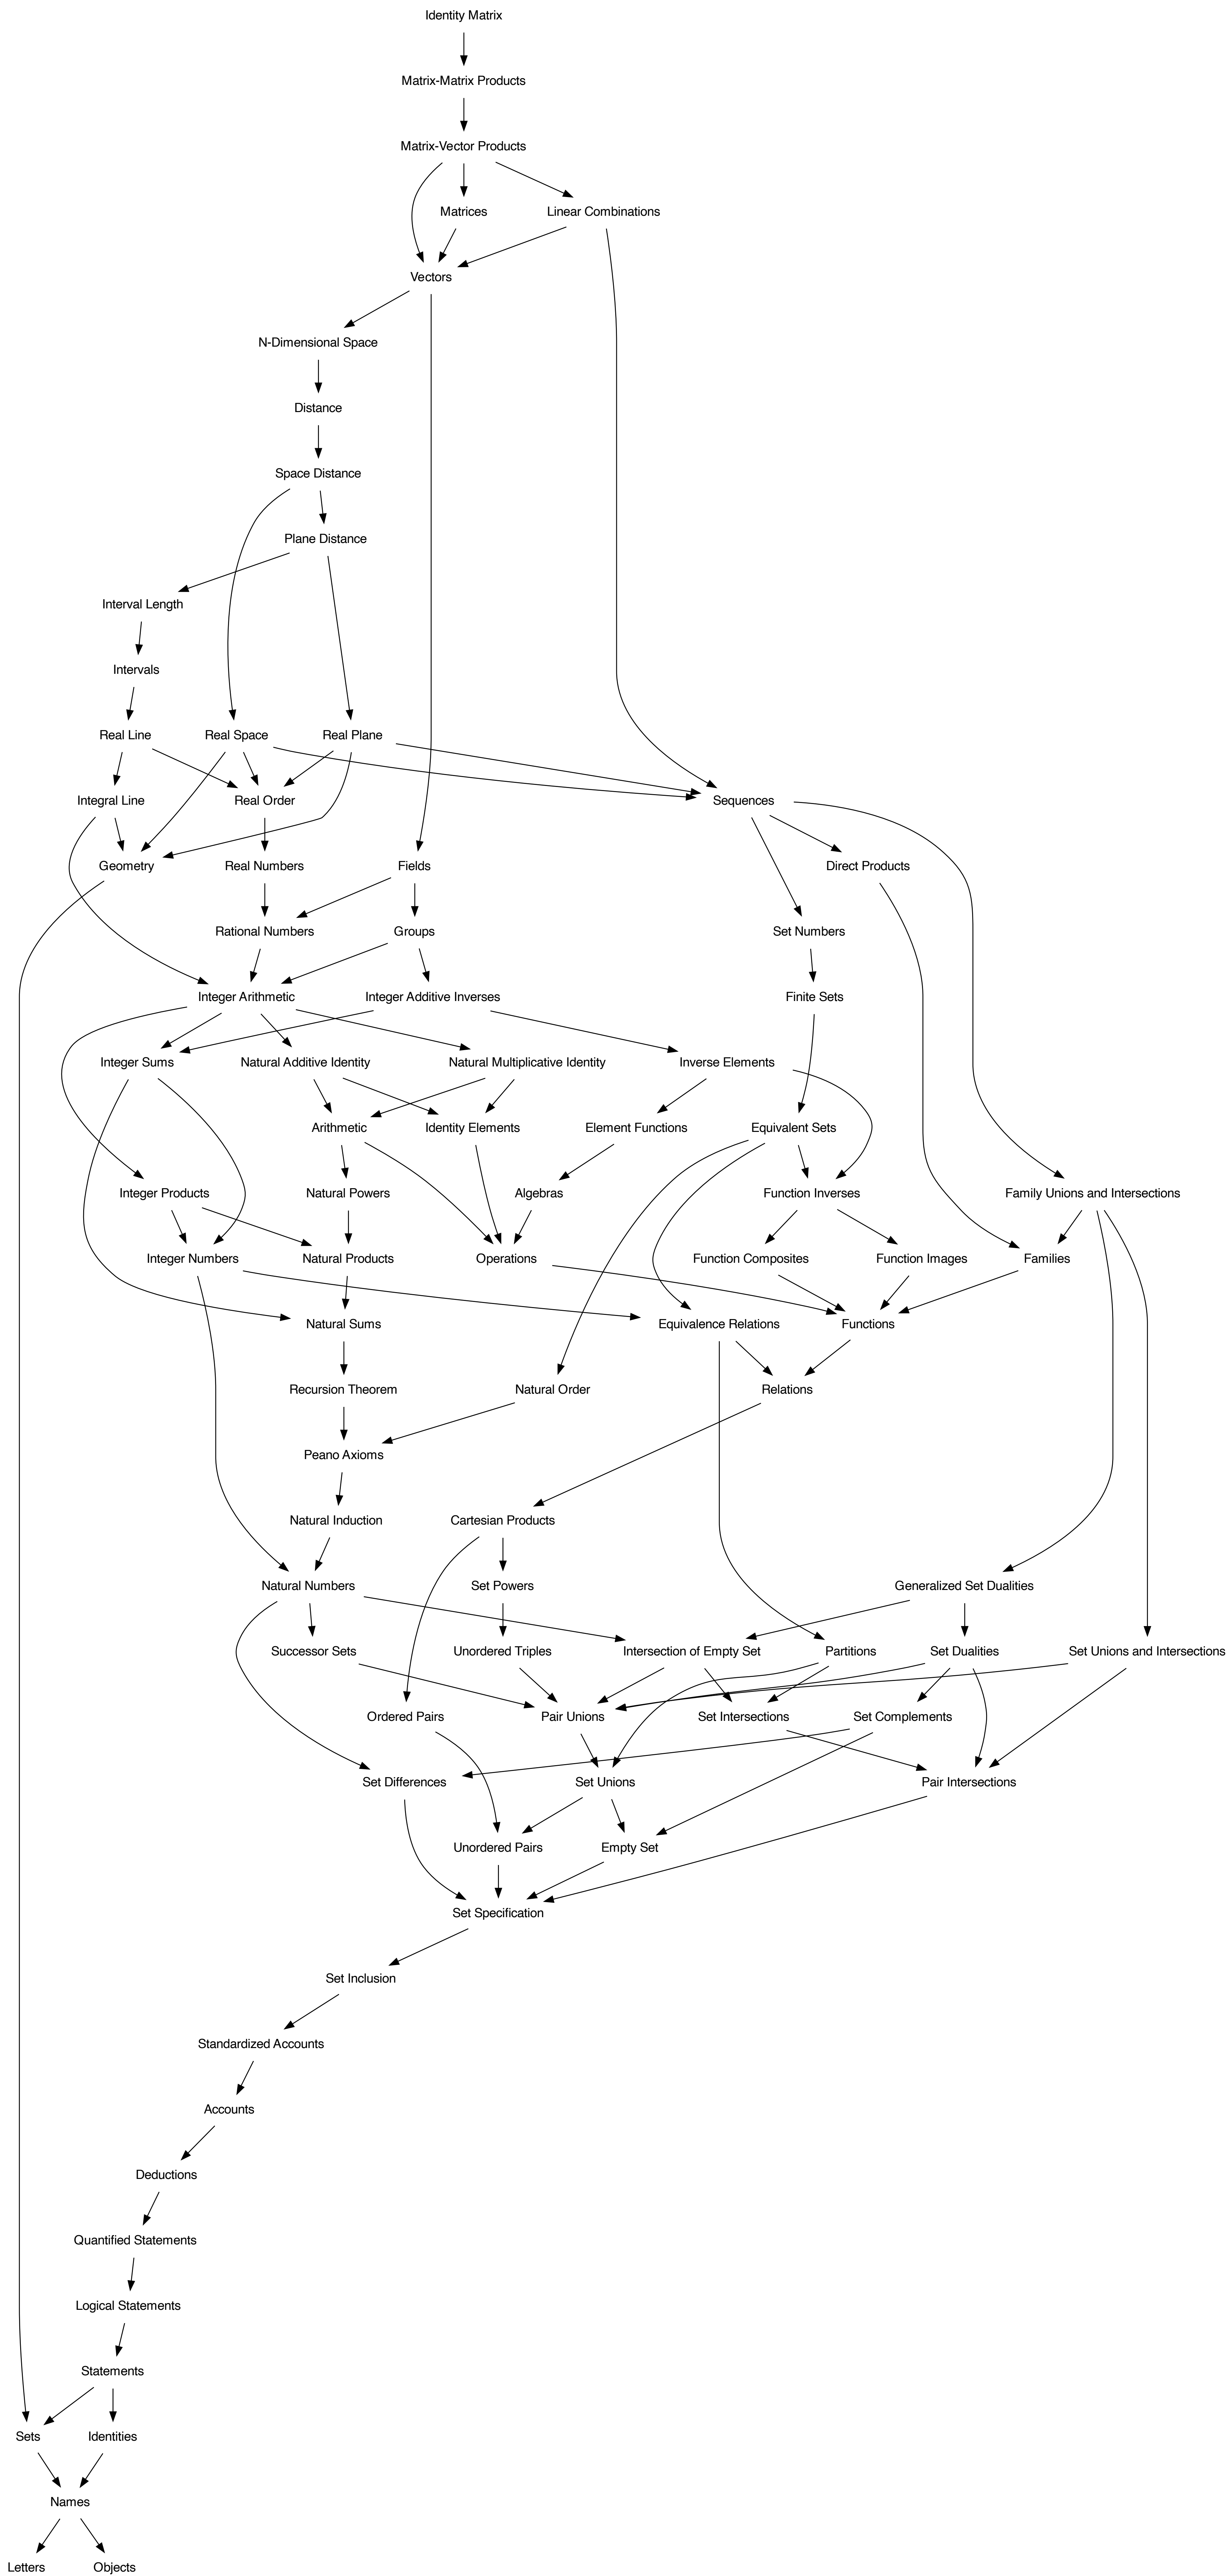 Identity Matrix
Matrix-Matrix Products
Matrix-Vector Products
Matrices
Linear Combinations
Vectors
N-Dimensional Space
Distance
Space Distance
Plane Distance
Interval Length
Intervals
Real Line
Real Space
Real Plane
Integral Line
Real Order
Sequences
Geometry
Real Numbers
Fields
Direct Products
Rational Numbers
Groups
Set Numbers
Integer Arithmetic
Integer Additive Inverses
Finite Sets
Integer Sums
Natural Additive Identity
Natural Multiplicative Identity
Inverse Elements
Arithmetic
Identity Elements
Element Functions
Equivalent Sets
Integer Products
Natural Powers
Algebras
Function Inverses
Family Unions and Intersections
Integer Numbers
Natural Products
Operations
Function Composites
Function Images
Families
Natural Sums
Equivalence Relations
Functions
Recursion Theorem
Natural Order
Relations
Peano Axioms
Natural Induction
Cartesian Products
Natural Numbers
Set Powers
Generalized Set Dualities
Successor Sets
Unordered Triples
Intersection of Empty Set
Partitions
Set Dualities
Set Unions and Intersections
Ordered Pairs
Pair Unions
Set Intersections
Set Complements
Set Differences
Set Unions
Pair Intersections
Unordered Pairs
Empty Set
Set Specification
Set Inclusion
Standardized Accounts
Accounts
Deductions
Quantified Statements
Logical Statements
Statements
Sets
Identities
Names
Letters
Objects